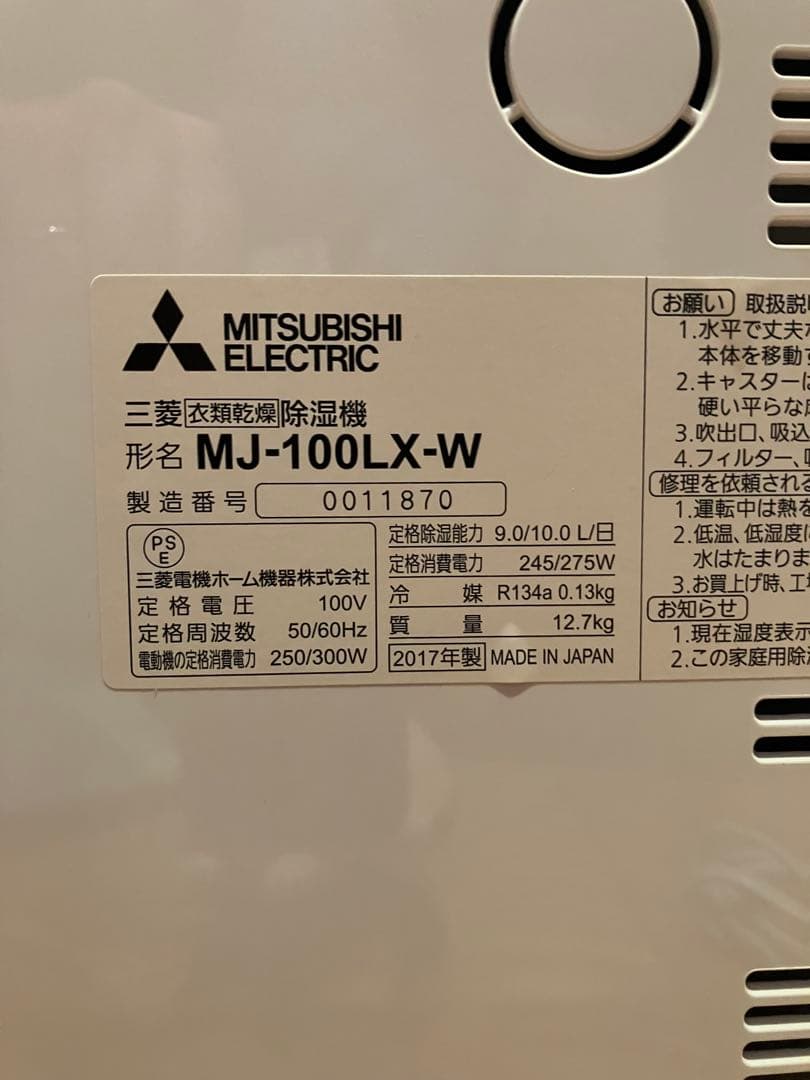 MITSUBISHI
ELECTRIC
三菱 衣類乾燥 除湿機
形名 MJ-100LX-W
製造番号 0011870
PS
E
三菱電機ホーム機器株式会社
定格電圧 100V
定格周波数 50/60Hz
電動機の定格消費電力 250/300W
定格除湿能力 9.0/10.0 L/日
定格消費電力 245/275W
冷媒 R134a 0.13kg
質量 12.7kg
2017年製 MADE IN JAPAN
お願い 取扱説
1.水平で丈夫
本体を移動
2.キャスターは
硬い平らな
3.吹出口、吸込
4.フィルター、
修理を依頼される
1.運転中は熱を
2.低温、低湿度
水はたまりま
3.お買上げ時、工
お知らせ
1.現在湿度表示
2.この家庭用除